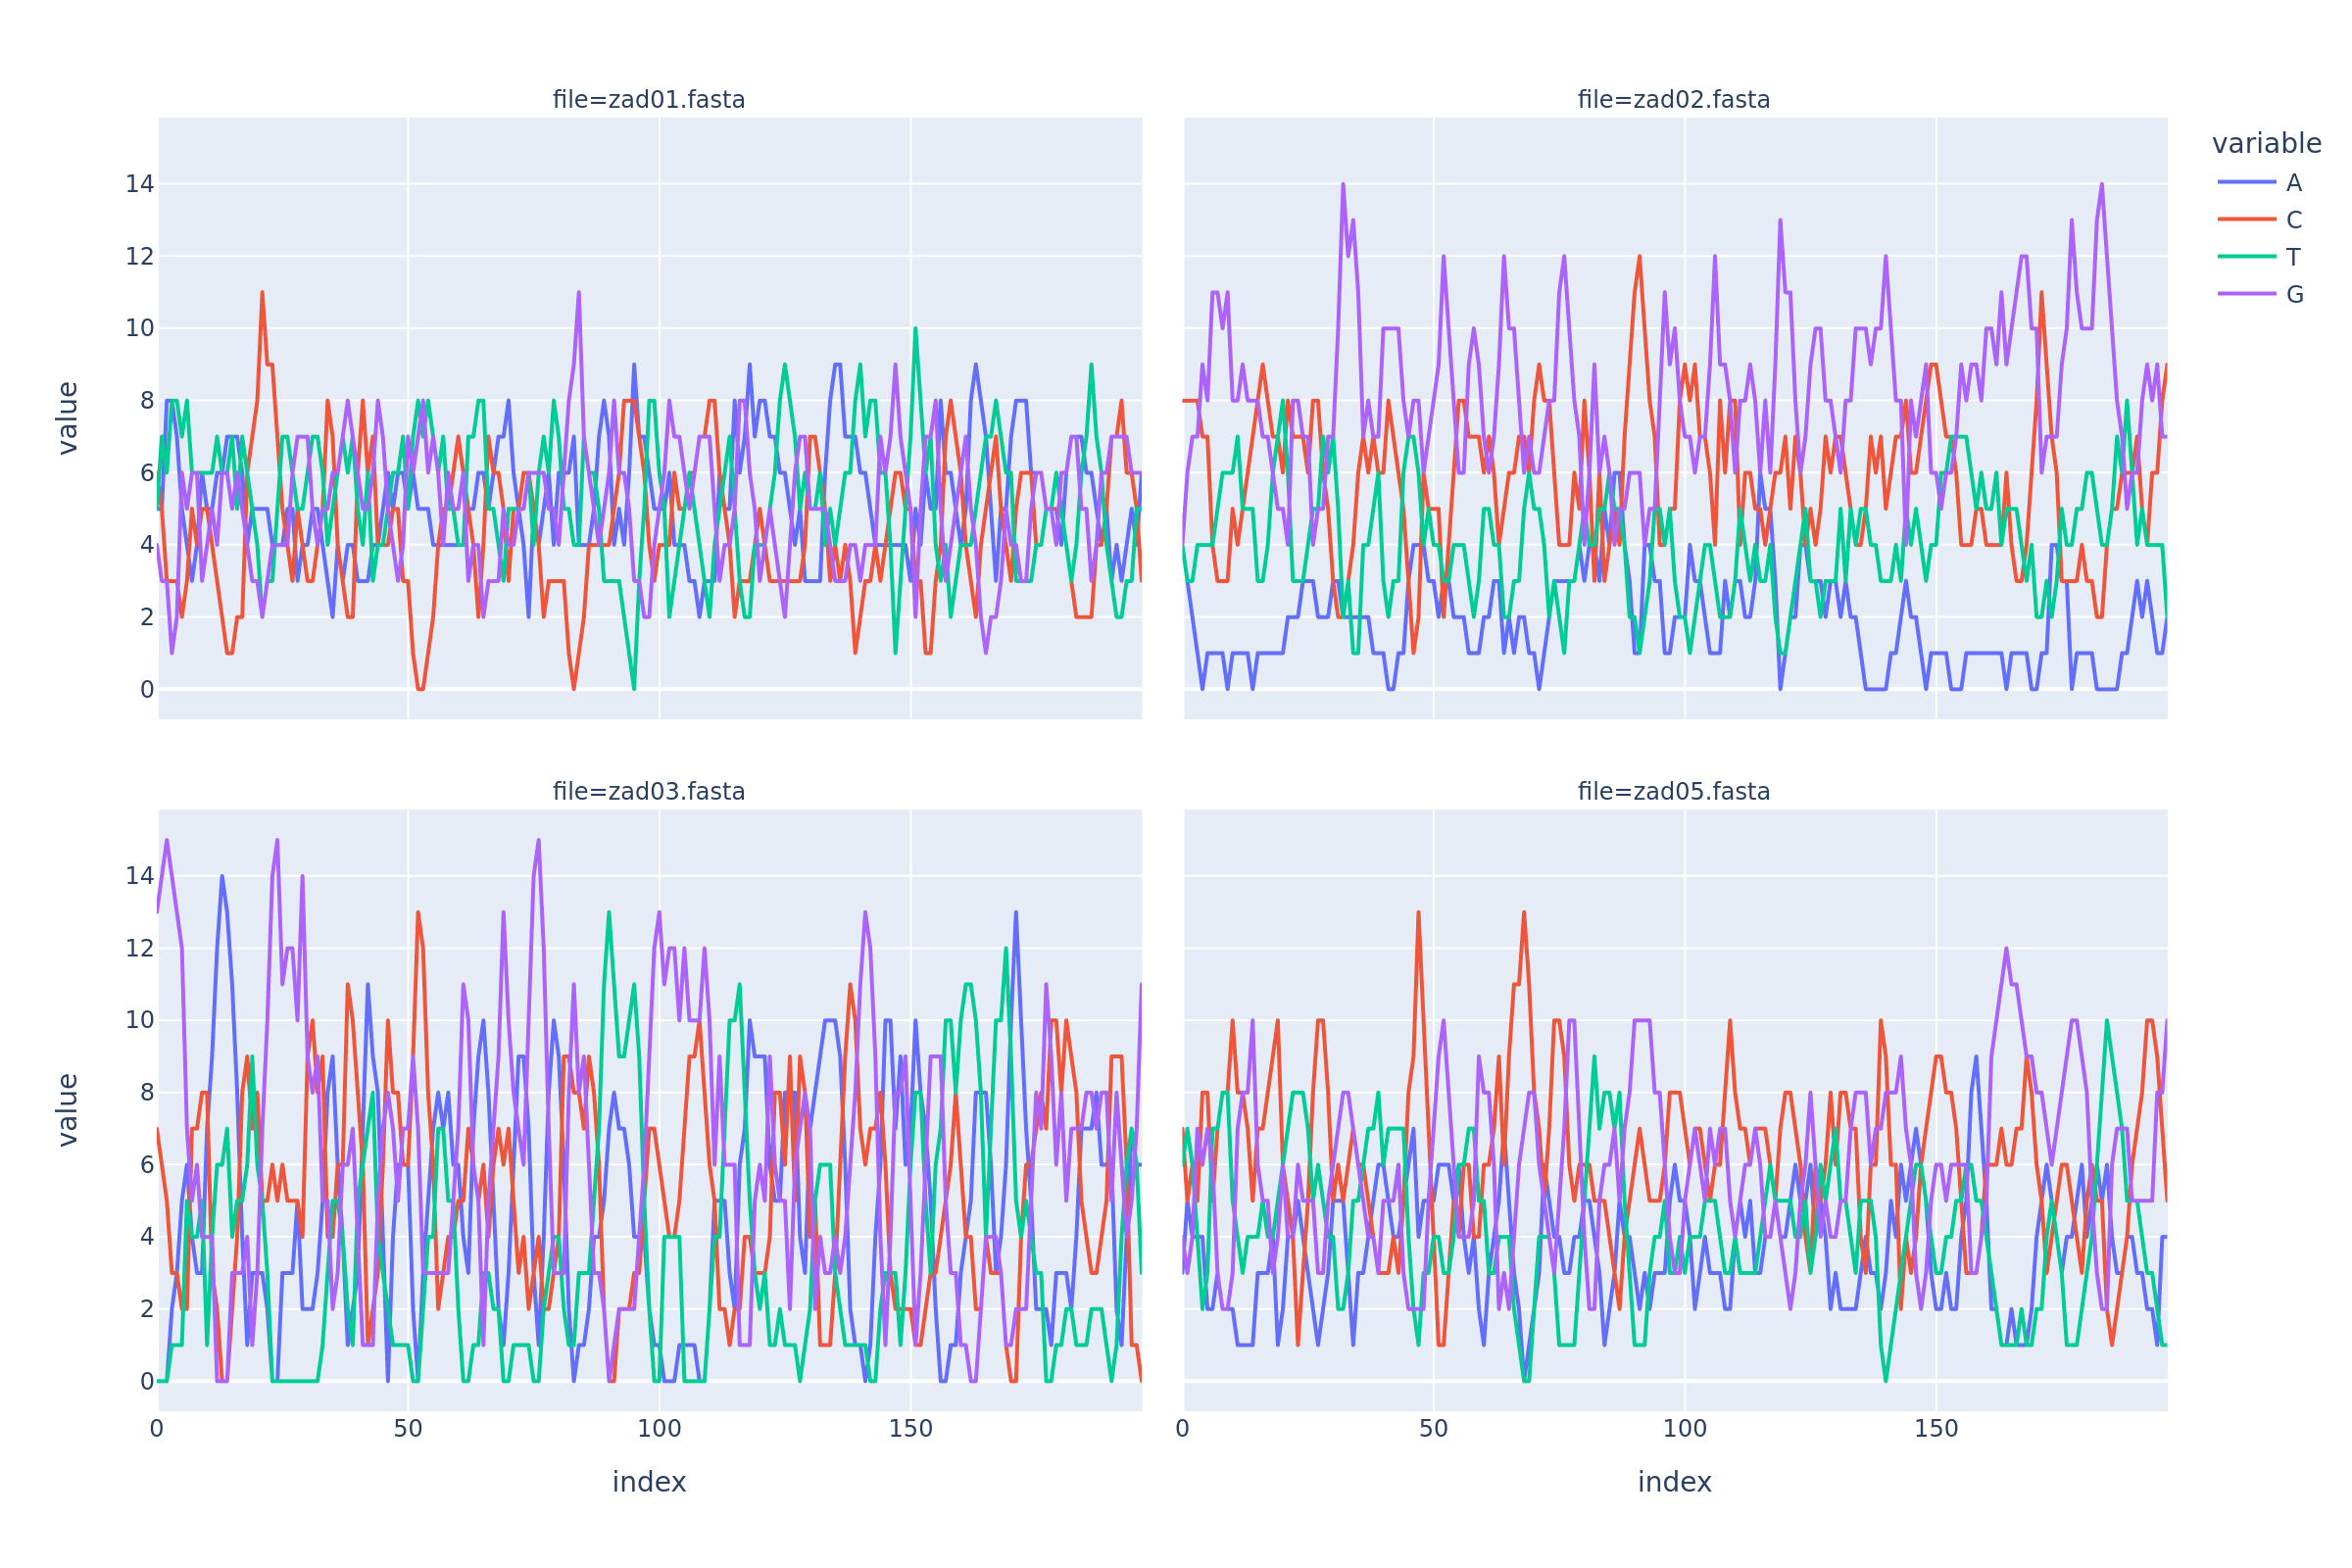 file=zad01.fasta
file=zad02.fasta
variable
A
C
T
G
value
14
12
10
8
6
4
2
0
file=zad03.fasta
file=zad05.fasta
value
14
12
10
8
6
4
2
0
0 50 100 150
0 50 100 150
index
index